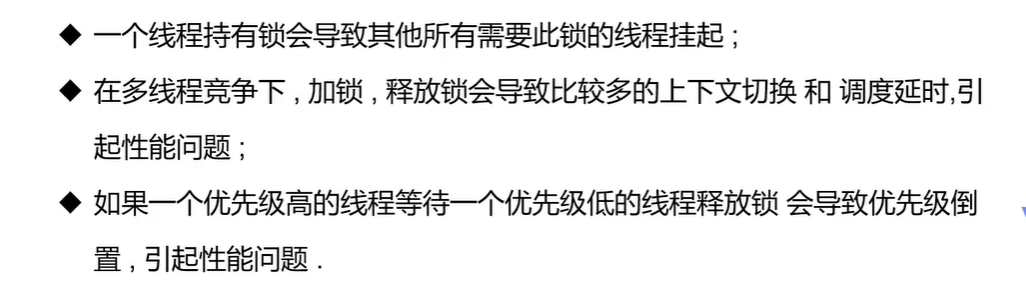 ◆ 一个线程持有锁会导致其他所有需要此锁的线程挂起；
◆ 在多线程竞争下 , 加锁 , 释放锁会导致比较多的上下文切换 和 调度延时,引
起性能问题；
◆ 如果一个优先级高的线程等待一个优先级低的线程释放锁 会导致优先级倒
置 , 引起性能问题 .